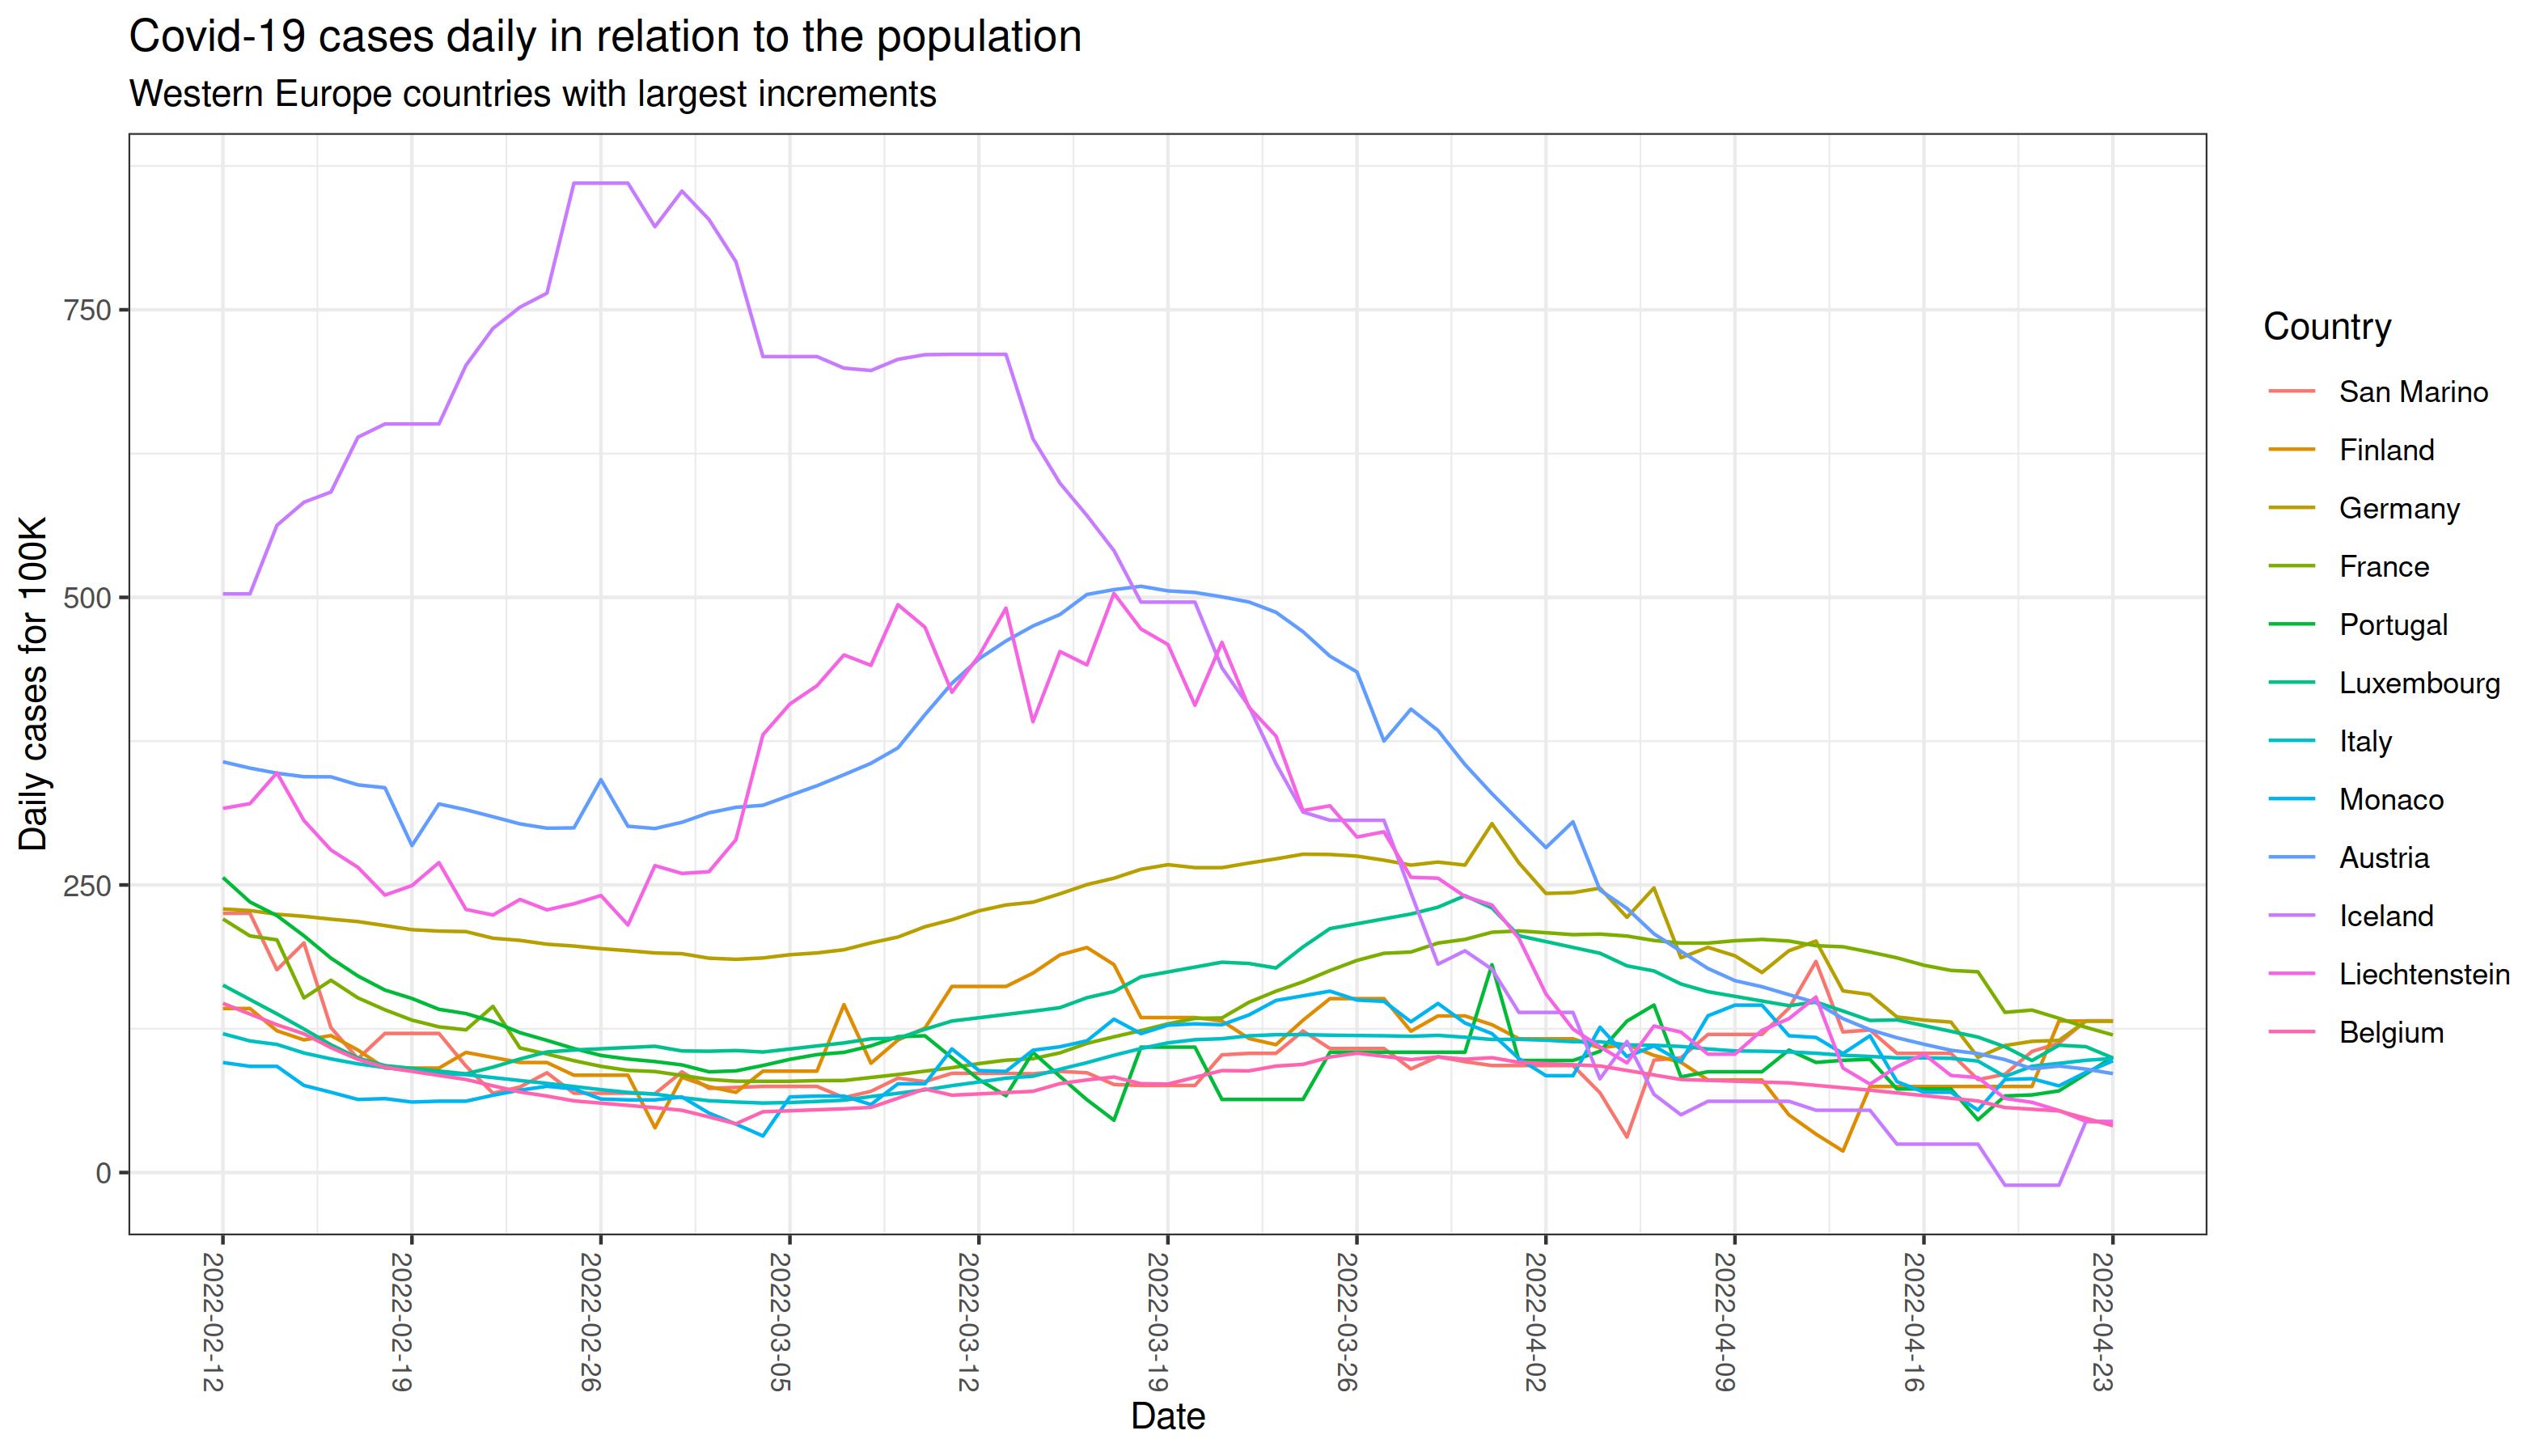 Covid-19 cases daily in relation to the population
Western Europe countries with largest increments
Daily cases for 100K
750
500
250
0
2022-02-12
2022-02-19
2022-02-26
2022-03-05
2022-03-12
2022-03-19
2022-03-26
2022-04-02
2022-04-09
2022-04-16
2022-04-23
Date
Country
San Marino
Finland
Germany
France
Portugal
Luxembourg
Italy
Monaco
Austria
Iceland
Liechtenstein
Belgium